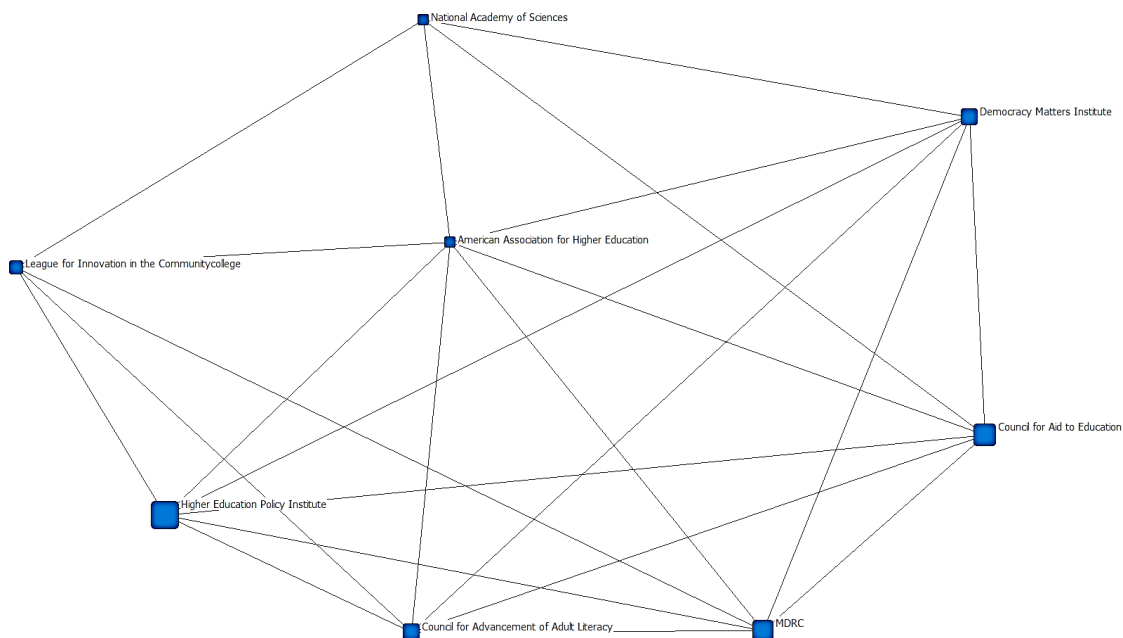 National Academy of Sciences
Democracy Matters Institute
American Association for Higher Education
League for Innovation in the Communitycollege
Council for Aid to Education
Higher Education Policy Institute
Council for Advancement of Adult Literacy
MDRC